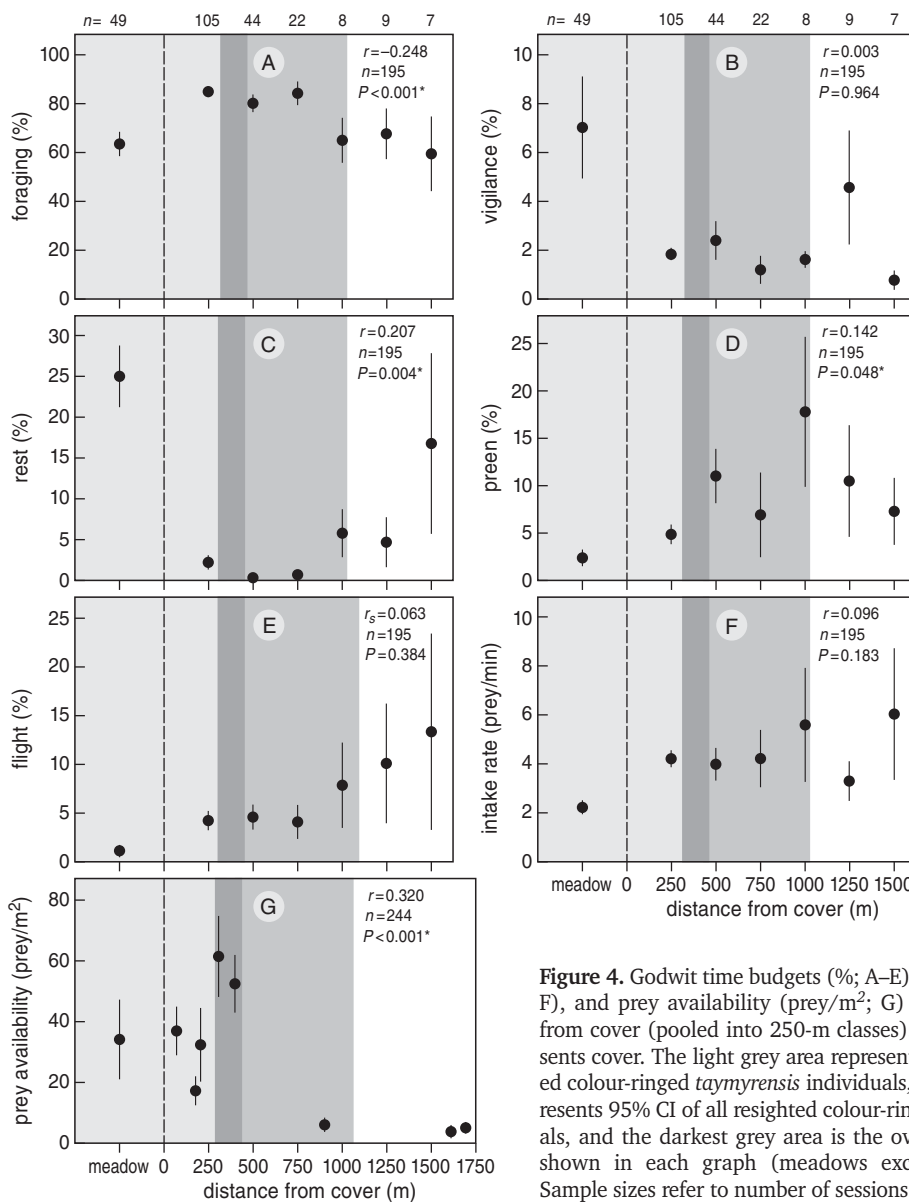 n= 49 105 44 22 8 9 7
n= 49 105 44 22 8 9 7
A
r=–0.248
n=195
P<0.001*
foraging (%)
100
80
60
40
20
0
B
r=0.003
n=195
P=0.964
vigilance (%)
10
8
6
4
2
0
C
r=0.207
n=195
P=0.004*
rest (%)
30
25
20
15
10
5
0
D
r=0.142
n=195
P=0.048*
preen (%)
25
20
15
10
5
0
E
rs=0.063
n=195
P=0.384
flight (%)
25
20
15
10
5
0
F
r=0.096
n=195
P=0.183
intake rate (prey/min)
10
8
6
4
2
0
meadow 0 250 500 750 1000 1250 1500
distance from cover (m)
G
r=0.320
n=244
P<0.001*
prey availability (prey/m²)
80
60
40
20
0
meadow 0 250 500 750 1000 1250 1500 1750
distance from cover (m)
Figure 4. Godwit time budgets (%; A–E)
F), and prey availability (prey/m²; G)
from cover (pooled into 250-m classes)
sents cover. The light grey area represent
ed colour-ringed taymyrensis individuals,
resents 95% CI of all resighted colour-rin
als, and the darkest grey area is the ov
shown in each graph (meadows exc
Sample sizes refer to number of sessions